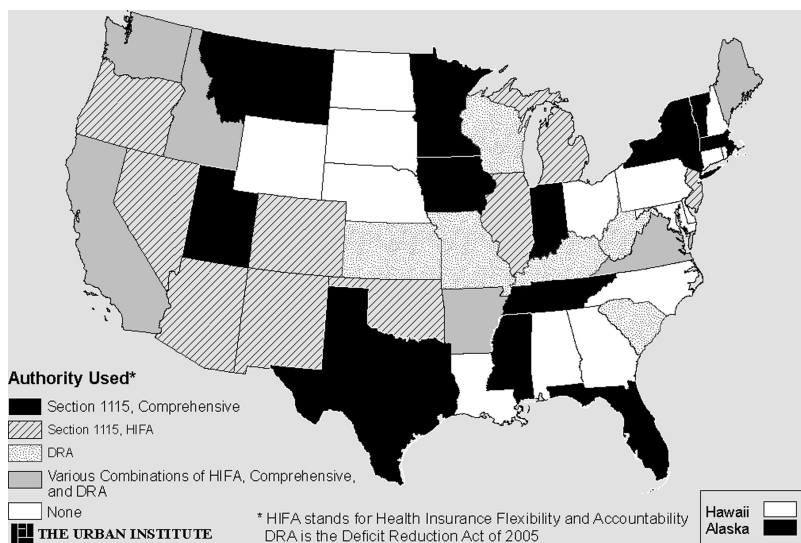 Authority Used*
Section 1115, Comprehensive
Section 1115, HIFA
DRA
Various Combinations of HIFA, Comprehensive,
and DRA
None
THE URBAN INSTITUTE
* HIFA stands for Health Insurance Flexibility and Accountability
DRA is the Deficit Reduction Act of 2005
Hawaii
Alaska